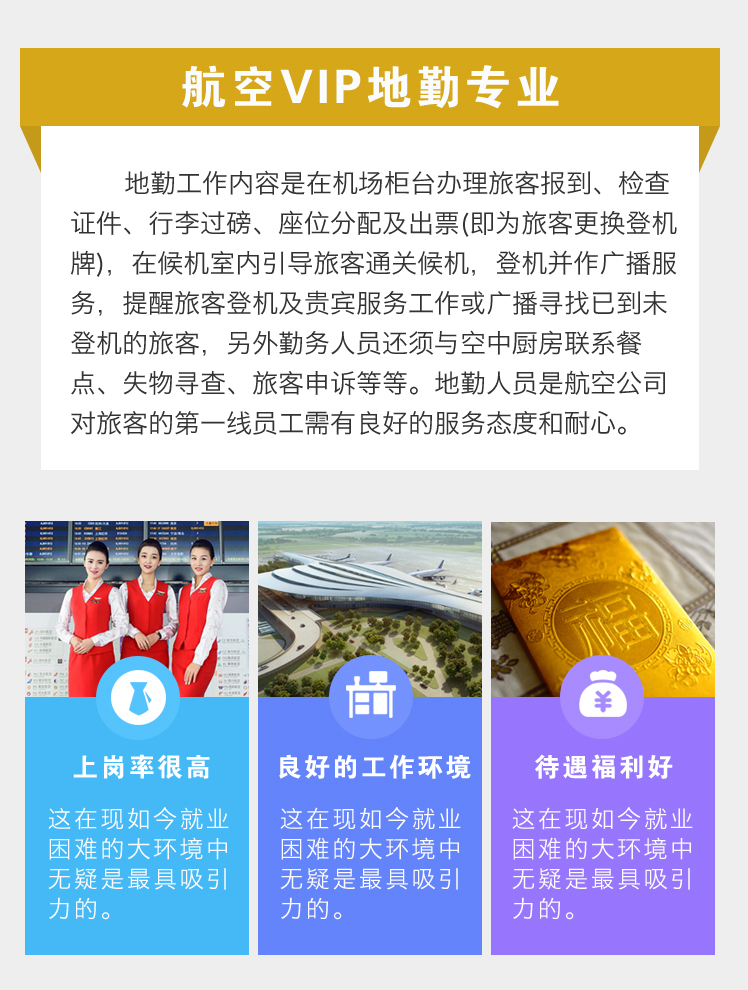 航空VIP地勤专业
地勤工作内容是在机场柜台办理旅客报到、检查
证件、行李过磅、座位分配及出票(即为旅客更换登机
牌)，在候机室内引导旅客通关候机，登机并作广播服
务，提醒旅客登机及贵宾服务工作或广播寻找已到未
登机的旅客，另外勤务人员还须与空中厨房联系餐
点、失物寻查、旅客申诉等等。地勤人员是航空公司
对旅客的第一线员工需有良好的服务态度和耐心。
福
上岗率很高
这在现如今就业
困难的大环境中
无疑是最具吸引
力的。
良好的工作环境
这在现如今就业
困难的大环境中
无疑是最具吸引
力的。
¥
待遇福利好
这在现如今就业
困难的大环境中
无疑是最具吸引
力的。